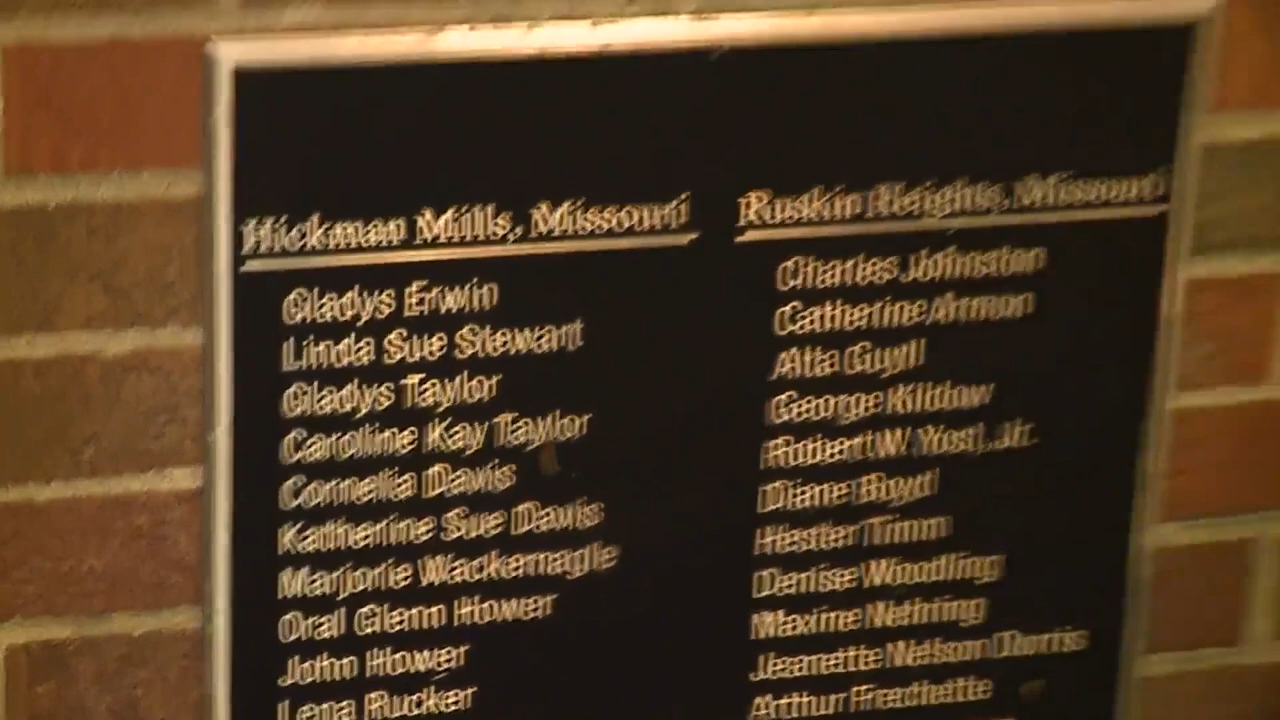 Hickman Mills, Missouri
Gladys Erwin
Linda Sue Stewart
Gladys Taylor
Caroline Kay Taylor
Cornelia Davis
Katherine Sue Davis
Marjorie Wackernagle
Oral Glenn Hower
John Hower
Lena Rucker
Ruskin Heights, Missouri
Charles Johnston
Catherine Armon
Alta Guyll
George Kildow
Robert W. Yost, Jr.
Diane Boyd
Hester Timm
Denise Woodling
Maxine Nehring
Jeanette Nelson Dorris
Arthur Frechette